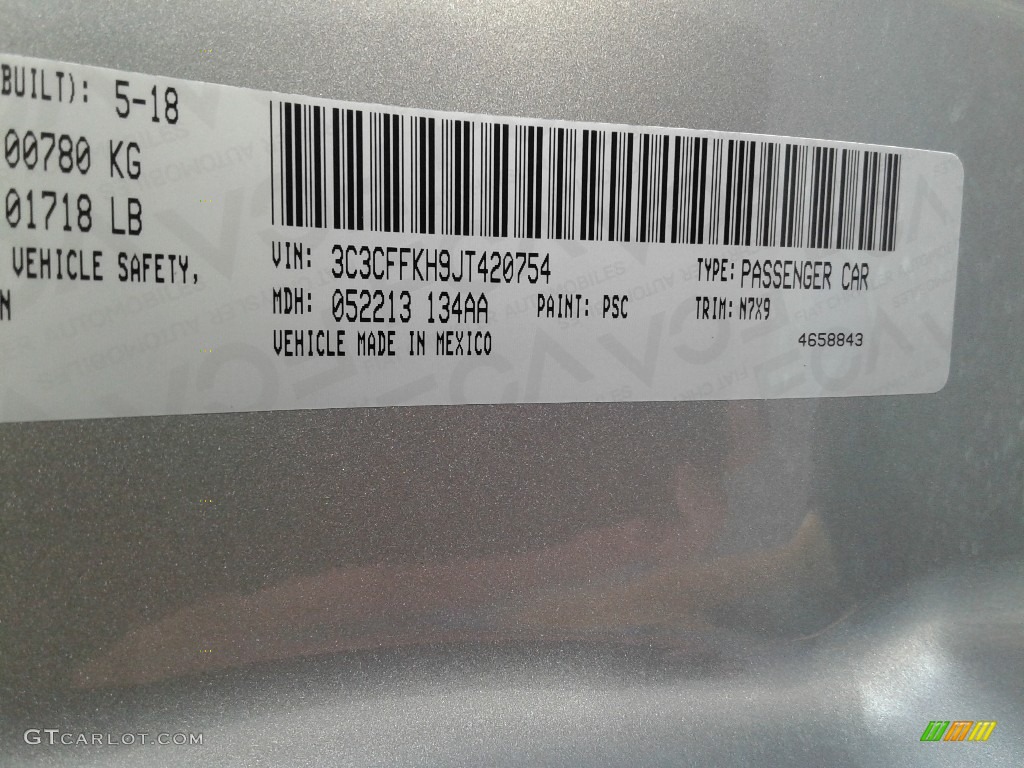 BUILT): 5-18
00780 KG
01718 LB
VEHICLE SAFETY,
N
VIN: 3C3CFFKH9JT420754 TYPE: PASSENGER CAR
MDH: 052213 134AA PAINT: PSC TRIM: N7X9
VEHICLE MADE IN MEXICO 4658843
GTCARLOT.COM